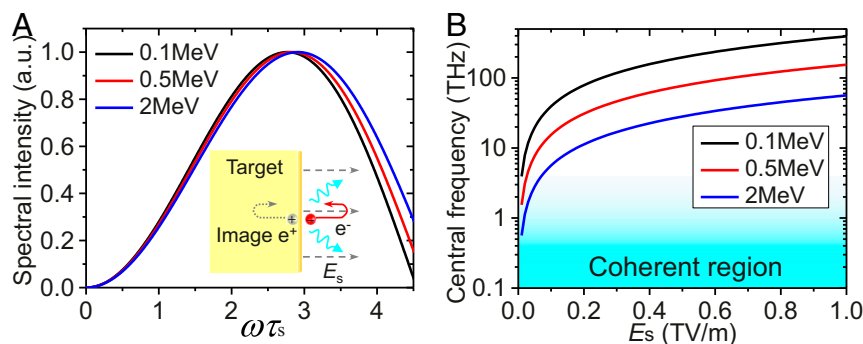 A
Spectral intensity (a.u.)
1.0
0.8
0.6
0.4
0.2
0.0
0.1MeV
0.5MeV
2MeV
Target
Image e+
e-
Es
0 1 2 3 4
ωτs
B
Central frequency (THz)
100
10
1
0.1
0.1MeV
0.5MeV
2MeV
Coherent region
0.0 0.2 0.4 0.6 0.8 1.0
Es (TV/m)